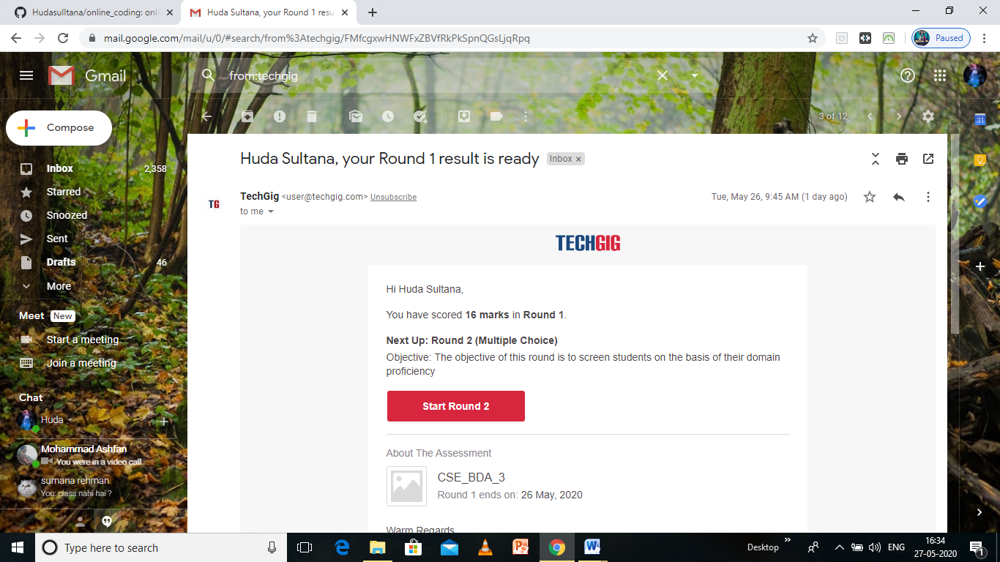 Hudasulltana/online_coding: onli
Huda Sultana, your Round 1 resu
mail.google.com/mail/u/0/#search/from%3Atechgig/FMfcgxwHNWFxZBVfRkPkSpnQGsLjqRpq
Paused
Gmail
from:techgig
Compose
3 of 12
31
Inbox 2,358
Starred
Snoozed
Sent
Drafts 46
More
Meet New
Start a meeting
Join a meeting
Chat
Huda
Mohammad Ashfan
You were in a video call
sumana rehman
You: class nahi hai ?
Huda Sultana, your Round 1 result is ready Inbox x
TG
TechGig <user@techgig.com> Unsubscribe
Tue, May 26, 9:45 AM (1 day ago)
to me
TECHGIG
Hi Huda Sultana,
You have scored 16 marks in Round 1.
Next Up: Round 2 (Multiple Choice)
Objective: The objective of this round is to screen students on the basis of their domain
proficiency
Start Round 2
About The Assessment
CSE_BDA_3
Round 1 ends on: 26 May, 2020
Warm Regards
Type here to search
Desktop
ENG
16:34
27-05-2020
1